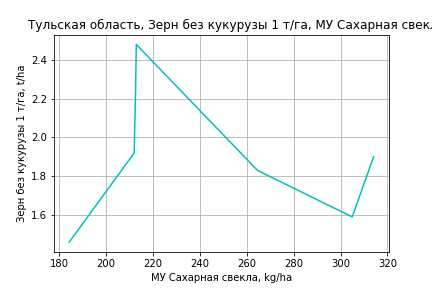 Тульская область, Зерн без кукурузы 1 т/га, МУ Сахарная свекл
2.4
2.2
2.0
1.8
1.6
Зерн без кукурузы 1 т/га, t/ha
180 200 220 240 260 280 300 320
МУ Сахарная свекла, kg/ha